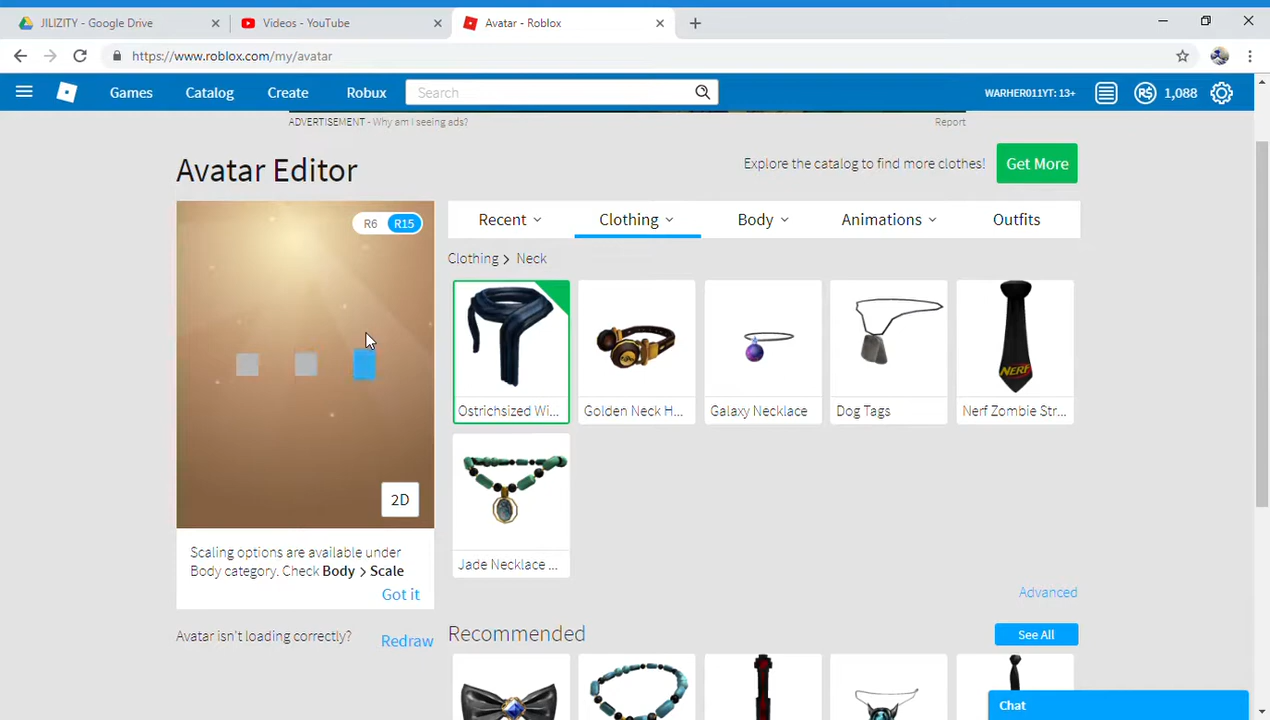 JILIZITY - Google Drive
Videos - YouTube
Avatar - Roblox
https://www.roblox.com/my/avatar
Games
Catalog
Create
Robux
Search
WARHER011YT: 13+
R$
1,088
ADVERTISEMENT - Why am I seeing ads?
Report
Avatar Editor
Explore the catalog to find more clothes!
Get More
R6
R15
Recent
Clothing
Body
Animations
Outfits
Clothing > Neck
Ostrichsized Wi...
Golden Neck H...
Galaxy Necklace
Dog Tags
NERF
Nerf Zombie Str...
2D
Scaling options are available under
Body category. Check Body > Scale
Got it
Jade Necklace ...
Advanced
Avatar isn't loading correctly?
Redraw
Recommended
See All
Chat